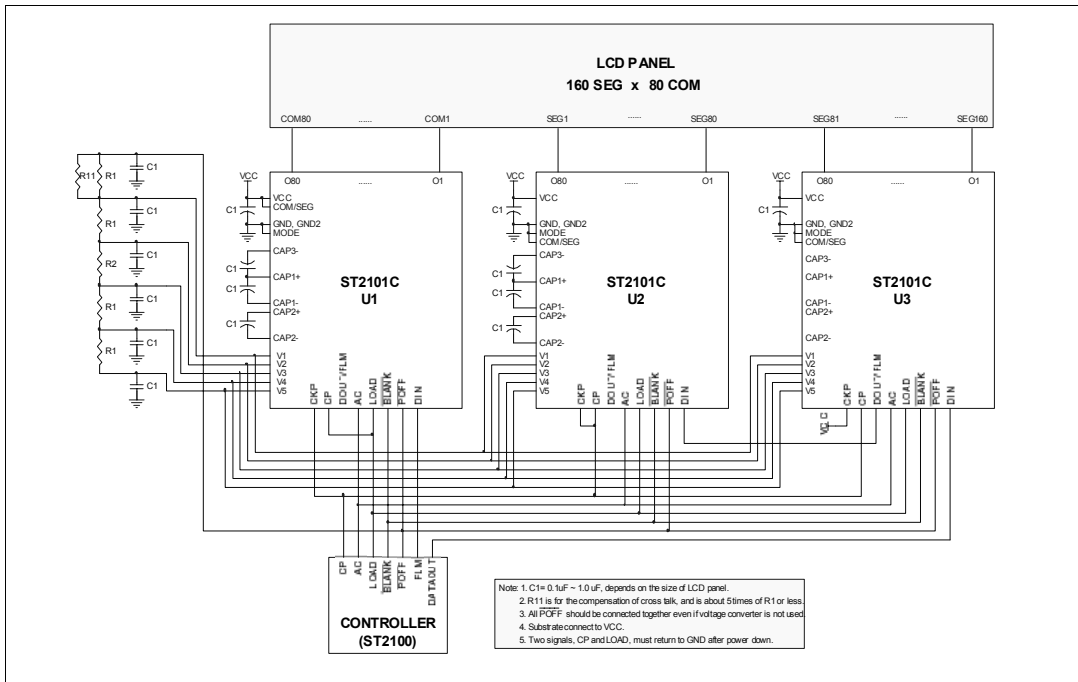 LCD PANEL
160 SEG x 80 COM
COM80 ...... COM1 SEG1 ...... SEG80 SEG81 ...... SEG160
R11 R1 C1
C1
R1
C1
R2
C1
R1
C1
R1
C1
VCC
O80 ...... O1
VCC
COM/SEG
C1
GND, GND2
MODE
CAP3-
C1
CAP1+
C1
CAP1-
CAP2+
C1
CAP2-
ST2101C
U1
V1
V2
V3
V4
V5
CKP
CP
DOUT/FLM
AC
LOAD
BLANK
POFF
DIN
VCC
O80 ...... O1
VCC
C1
GND, GND2
MODE
COM/SEG
CAP3-
C1
CAP1+
C1
CAP1-
CAP2+
C1
CAP2-
ST2101C
U2
V1
V2
V3
V4
V5
CKP
CP
DOUT/FLM
AC
LOAD
BLANK
POFF
DIN
VCC
O80 ...... O1
VCC
C1
GND, GND2
MODE
COM/SEG
CAP3-
CAP1+
CAP1-
CAP2+
CAP2-
ST2101C
U3
V1
V2
V3
V4
V5
VCC
CKP
CP
DOUT/FLM
AC
LOAD
BLANK
POFF
DIN
CP
AC
LOAD
BLANK
POFF
FLM
DATAOUT
CONTROLLER
(ST2100)
Note: 1. C1= 0.1uF ~ 1.0 uF, depends on the size of LCD panel.
2. R11 is for the compensation of cross talk, and is about 5 times of R1 or less.
3. All POFF should be connected together even if voltage converter is not used.
4. Substrate connect to VCC.
5. Two signals, CP and LOAD, must return to GND after power down.